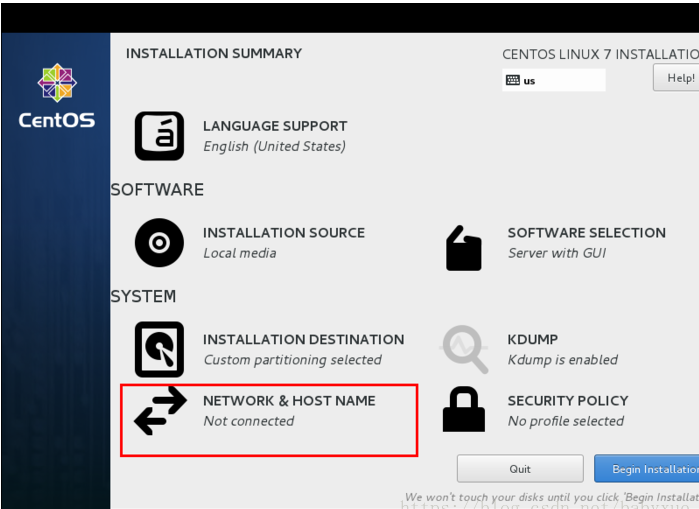 INSTALLATION SUMMARY
CENTOS LINUX 7 INSTALLATIO
us
Help!
CentOS
á
LANGUAGE SUPPORT
English (United States)
SOFTWARE
INSTALLATION SOURCE
Local media
SOFTWARE SELECTION
Server with GUI
SYSTEM
INSTALLATION DESTINATION
Custom partitioning selected
KDUMP
Kdump is enabled
NETWORK & HOST NAME
Not connected
SECURITY POLICY
No profile selected
Quit
Begin Installation
We won't touch your disks until you click 'Begin Installat
https://blog.csdn.net/babyxue